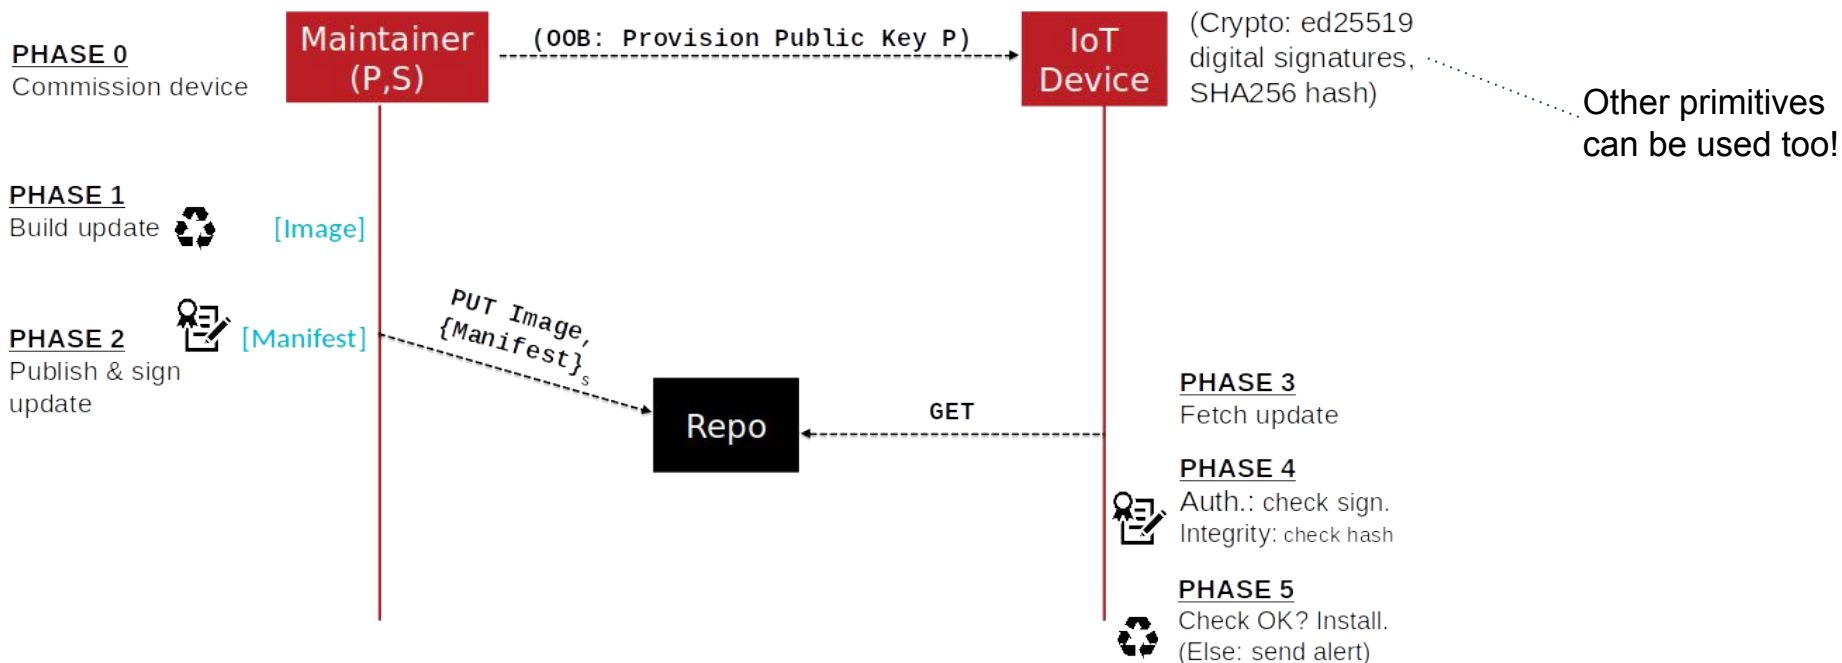 PHASE 0
Commission device
Maintainer
(P,S)
(OOB: Provision Public Key P)
IoT
Device
(Crypto: ed25519
digital signatures,
SHA256 hash)
Other primitives
can be used too!
PHASE 1
Build update
[Image]
PHASE 2
Publish & sign
update
[Manifest]
PUT Image,
{Manifest}s
Repo
GET
PHASE 3
Fetch update
PHASE 4
Auth.: check sign.
Integrity: check hash
PHASE 5
Check OK? Install.
(Else: send alert)